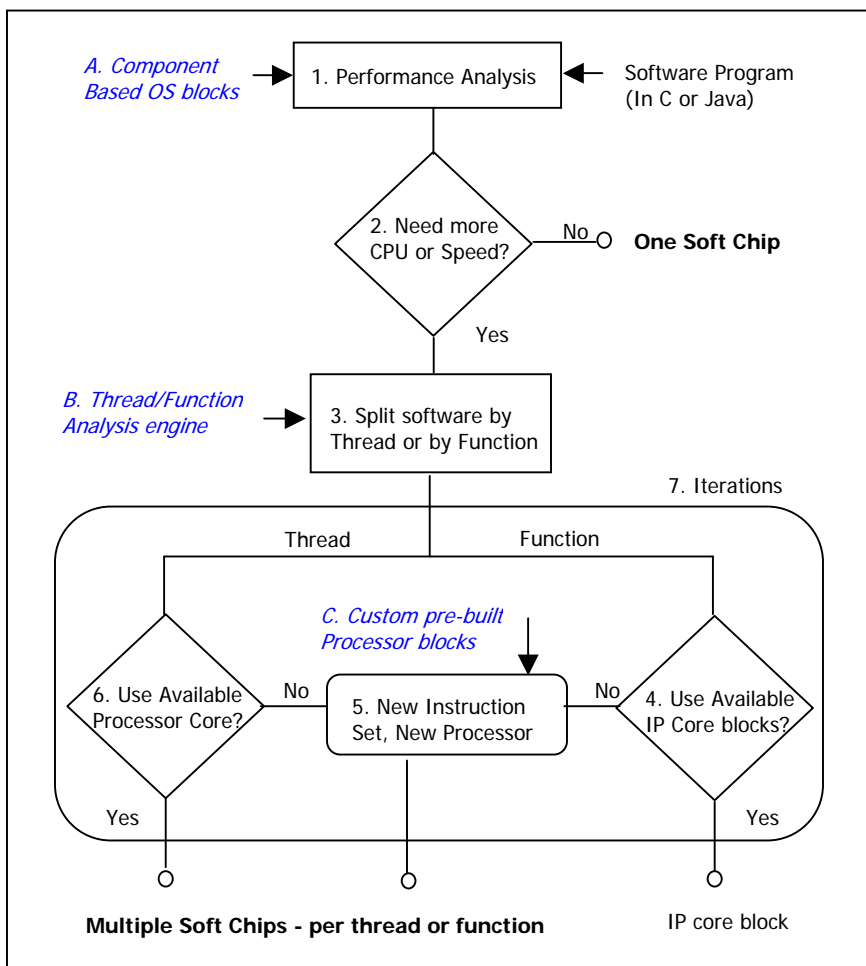 A. Component
Based OS blocks
1. Performance Analysis
Software Program
(In C or Java)
2. Need more
CPU or Speed?
No
One Soft Chip
Yes
B. Thread/Function
Analysis engine
3. Split software by
Thread or by Function
7. Iterations
Thread
Function
C. Custom pre-built
Processor blocks
6. Use Available
Processor Core?
No
5. New Instruction
Set, New Processor
No
4. Use Available
IP Core blocks?
Yes
Yes
Multiple Soft Chips - per thread or function
IP core block